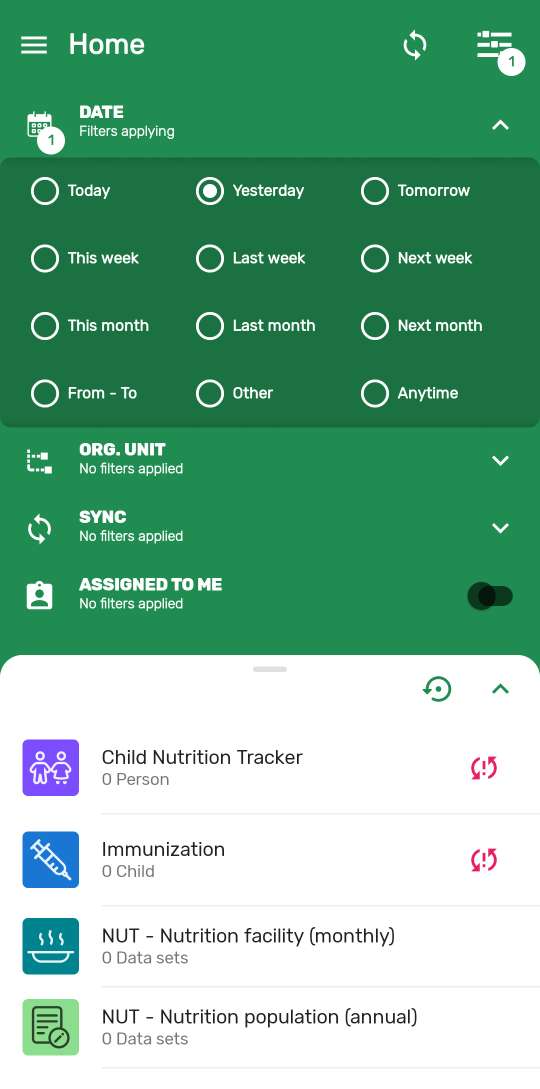 Home
1
DATE
Filters applying
1
Today
Yesterday
Tomorrow
This week
Last week
Next week
This month
Last month
Next month
From - To
Other
Anytime
ORG. UNIT
No filters applied
SYNC
No filters applied
ASSIGNED TO ME
No filters applied
Child Nutrition Tracker
0 Person
Immunization
0 Child
NUT - Nutrition facility (monthly)
0 Data sets
NUT - Nutrition population (annual)
0 Data sets